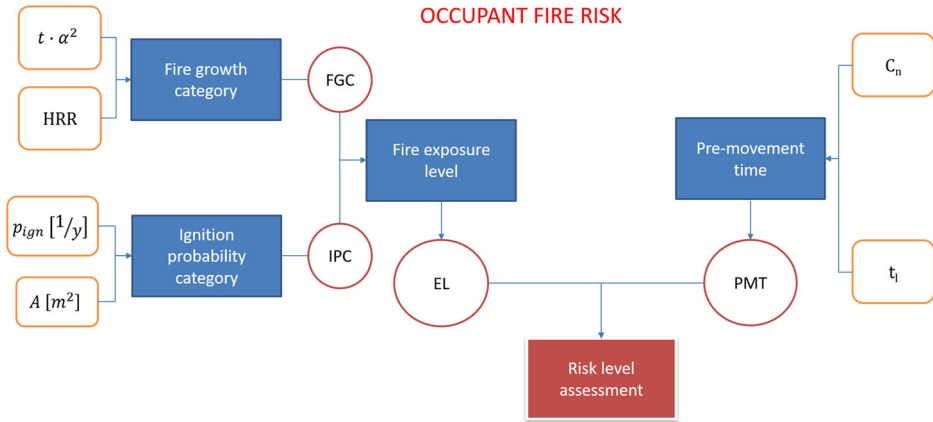 OCCUPANT FIRE RISK
t · α²
HRR
Fire growth
category
FGC
p_ign [1/y]
A [m²]
Ignition
probability
category
IPC
Fire exposure
level
EL
Pre-movement
time
PMT
Cₙ
tₗ
Risk level
assessment